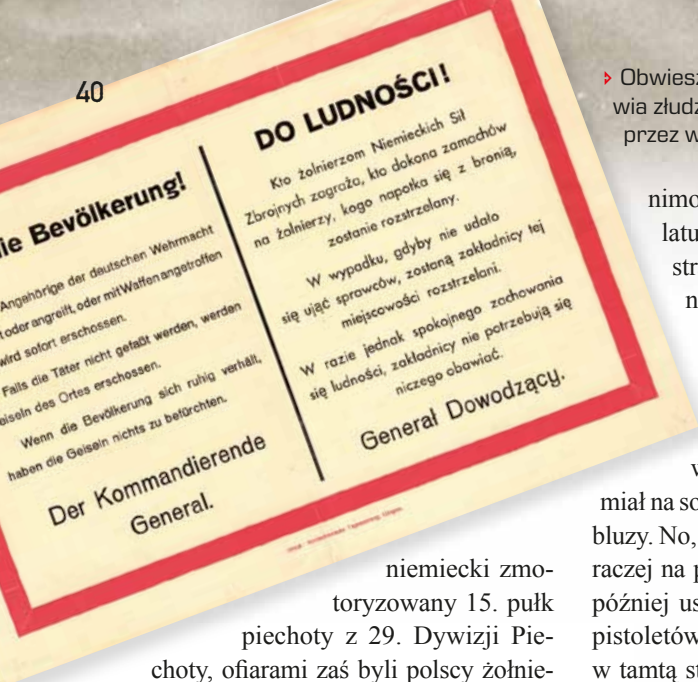 40
ie Bevölkerung!
Angehörige der deutschen Wehrmacht
t oder angreift, oder mit Waffen angetroffen
wird sofort erschossen.
Falls die Täter nicht gefaßt werden, werden
eiseln des Ortes erschossen.
Wenn die Bevölkerung sich ruhig verhält,
haben die Geiseln nichts zu befürchten.
Der Kommandierende
General.
DO LUDNOŚCI!
Kto żołnierzom Niemieckich Sił
Zbrojnych zagraża, kto dokona zamachów
na żołnierzy, kogo napotka się z bronią,
zostanie rozstrzelany.
W wypadku, gdyby nie udało
się ująć sprawców, zostaną zakładnicy tej
miejscowości rozstrzelani.
W razie jednak spokojnego zachowania
się ludności, zakładnicy nie potrzebują się
niczego obawiać.
Generał Dowodzący.
niemiecki zmo-
toryzowany 15. pułk
piechoty z 29. Dywizji Pie-
choty, ofiarami zaś byli polscy żołnie-
Obwiesz
wia złudz
przez w
nimo
latu
str
n
w
miał na so
bluzy. No,
raczej na p
później us
pistoletów
w tamtą st